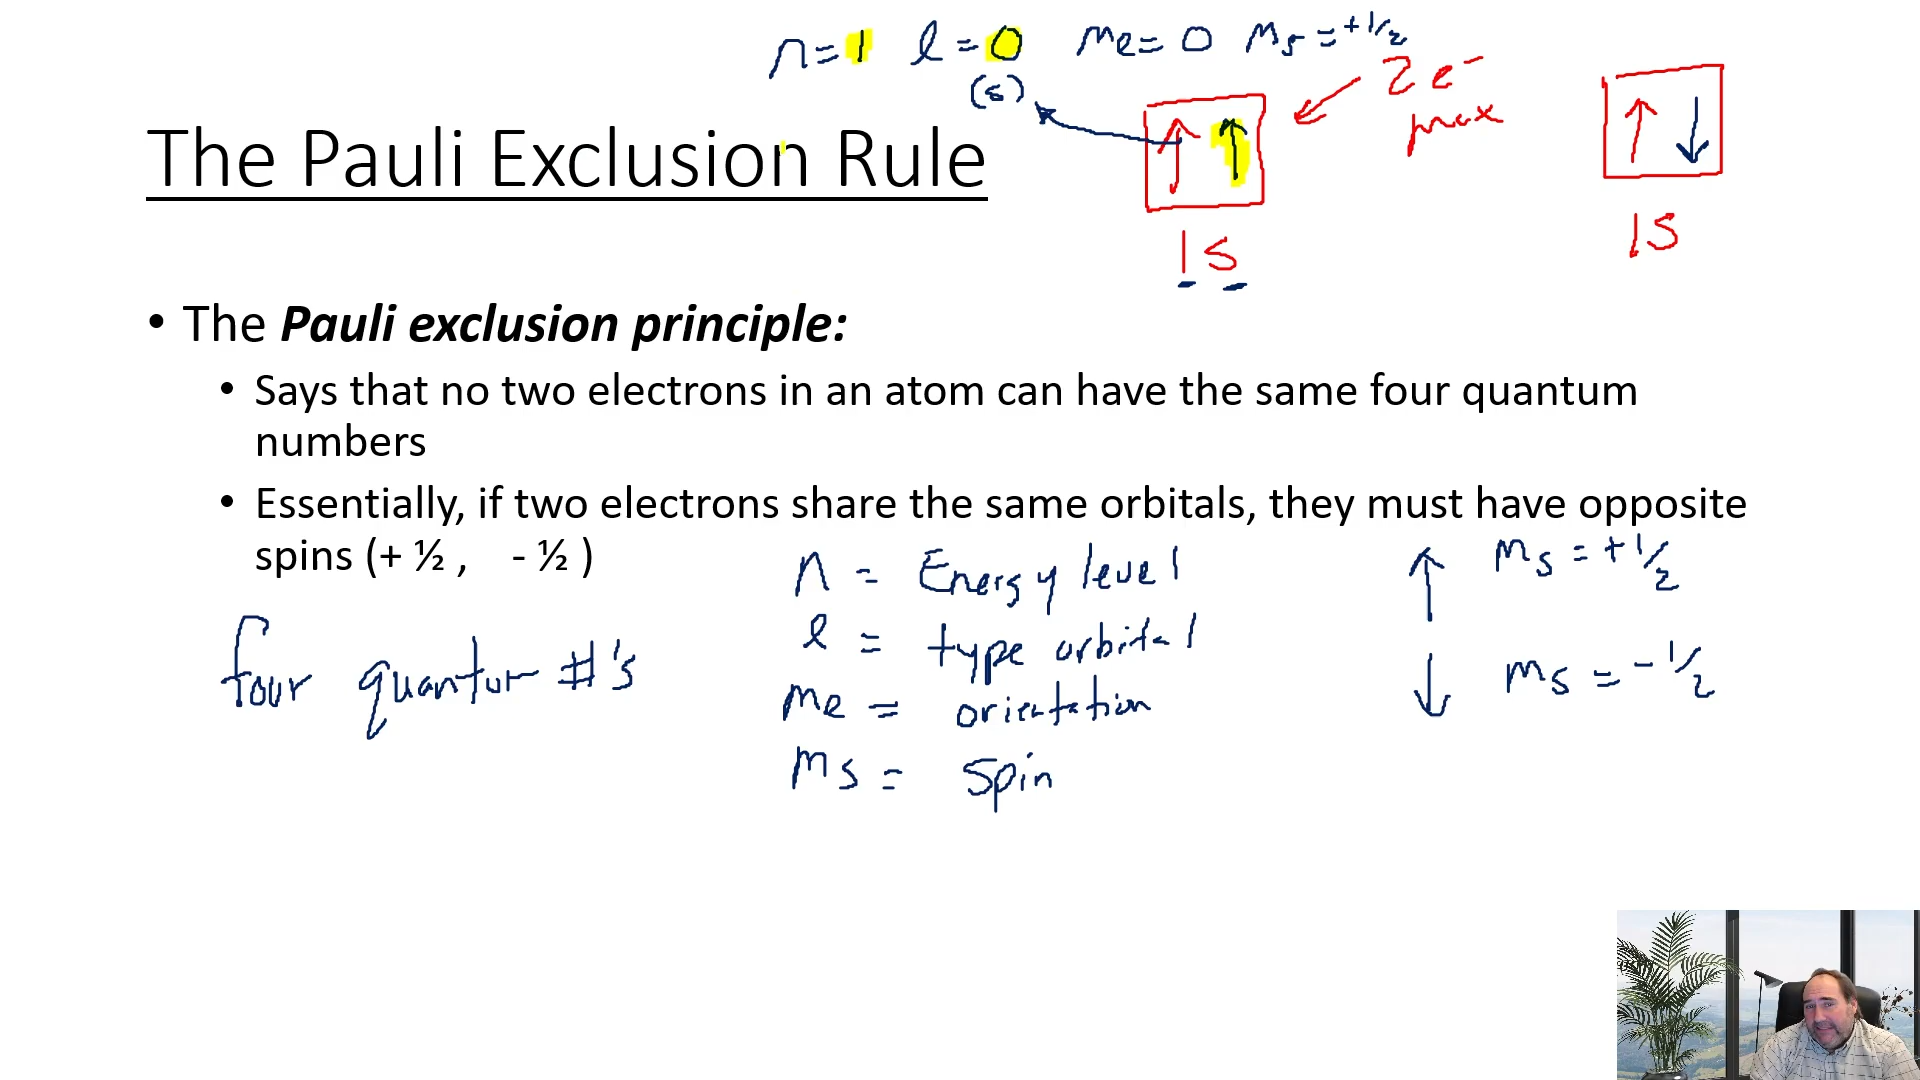 n = 1 l = 0 me = 0 ms = +1/2
(s)
2 e-
max
The Pauli Exclusion Rule
1s
1s
• The Pauli exclusion principle:
• Says that no two electrons in an atom can have the same four quantum
numbers
• Essentially, if two electrons share the same orbitals, they must have opposite
spins (+ ½ , - ½ )
n = Energy level
ms = +1/2
four quantum #'s
l = type orbital
ms = -1/2
me = orientation
ms = Spin